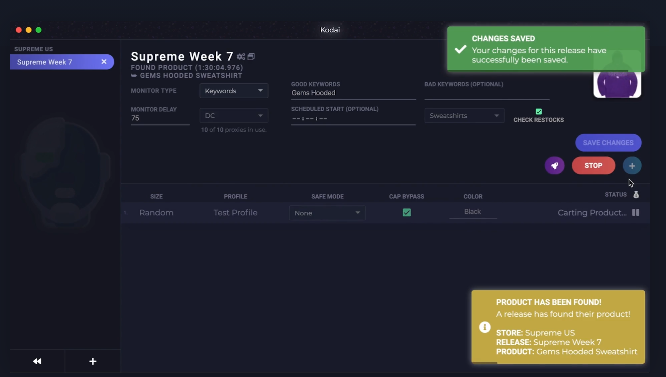 Kodai
CHANGES SAVED
Your changes for this release have
successfully been saved.
SUPREME US
Supreme Week 7
Supreme Week 7
FOUND PRODUCT (1:30:04.976)
GEMS HOODED SWEATSHIRT
MONITOR TYPE
Keywords
GOOD KEYWORDS
Gems Hooded
BAD KEYWORDS (OPTIONAL)
MONITOR DELAY
75
DC
10 of 10 proxies in use.
SCHEDULED START (OPTIONAL)
-- : -- : --
Sweatshirts
CHECK RESTOCKS
SAVE CHANGES
STOP
SIZE
PROFILE
SAFE MODE
CAP BYPASS
COLOR
STATUS
Random
Test Profile
None
Black
Carting Product...
PRODUCT HAS BEEN FOUND!
A release has found their product!
STORE: Supreme US
RELEASE: Supreme Week 7
PRODUCT: Gems Hooded Sweatshirt